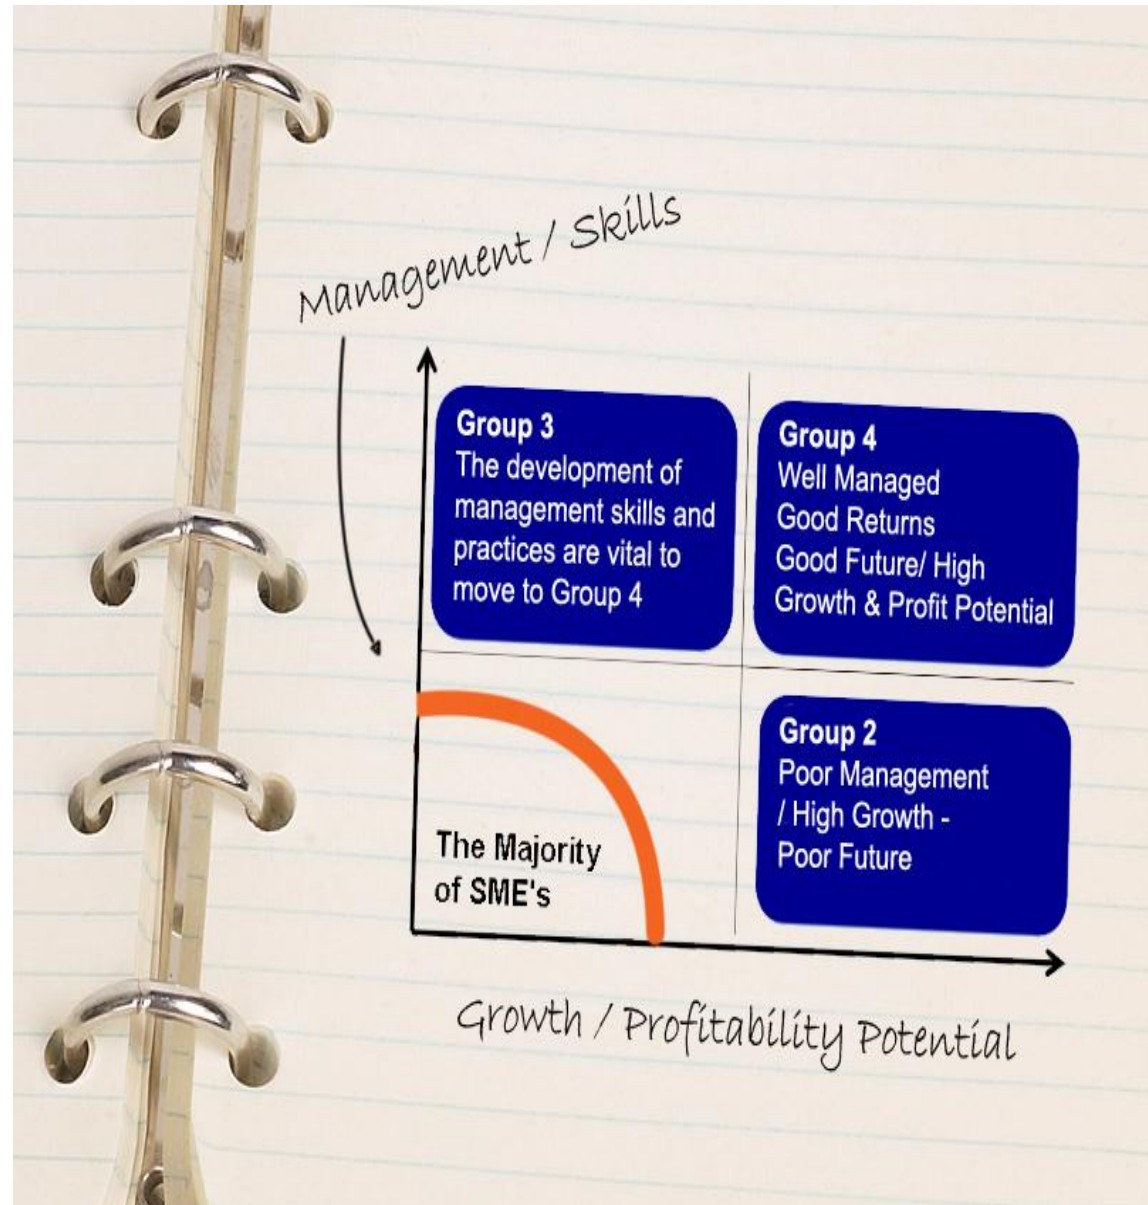 Management / Skills
Group 3
The development of
management skills and
practices are vital to
move to Group 4
Group 4
Well Managed
Good Returns
Good Future/ High
Growth & Profit Potential
Group 2
Poor Management
/ High Growth -
Poor Future
The Majority
of SME's
Growth / Profitability Potential